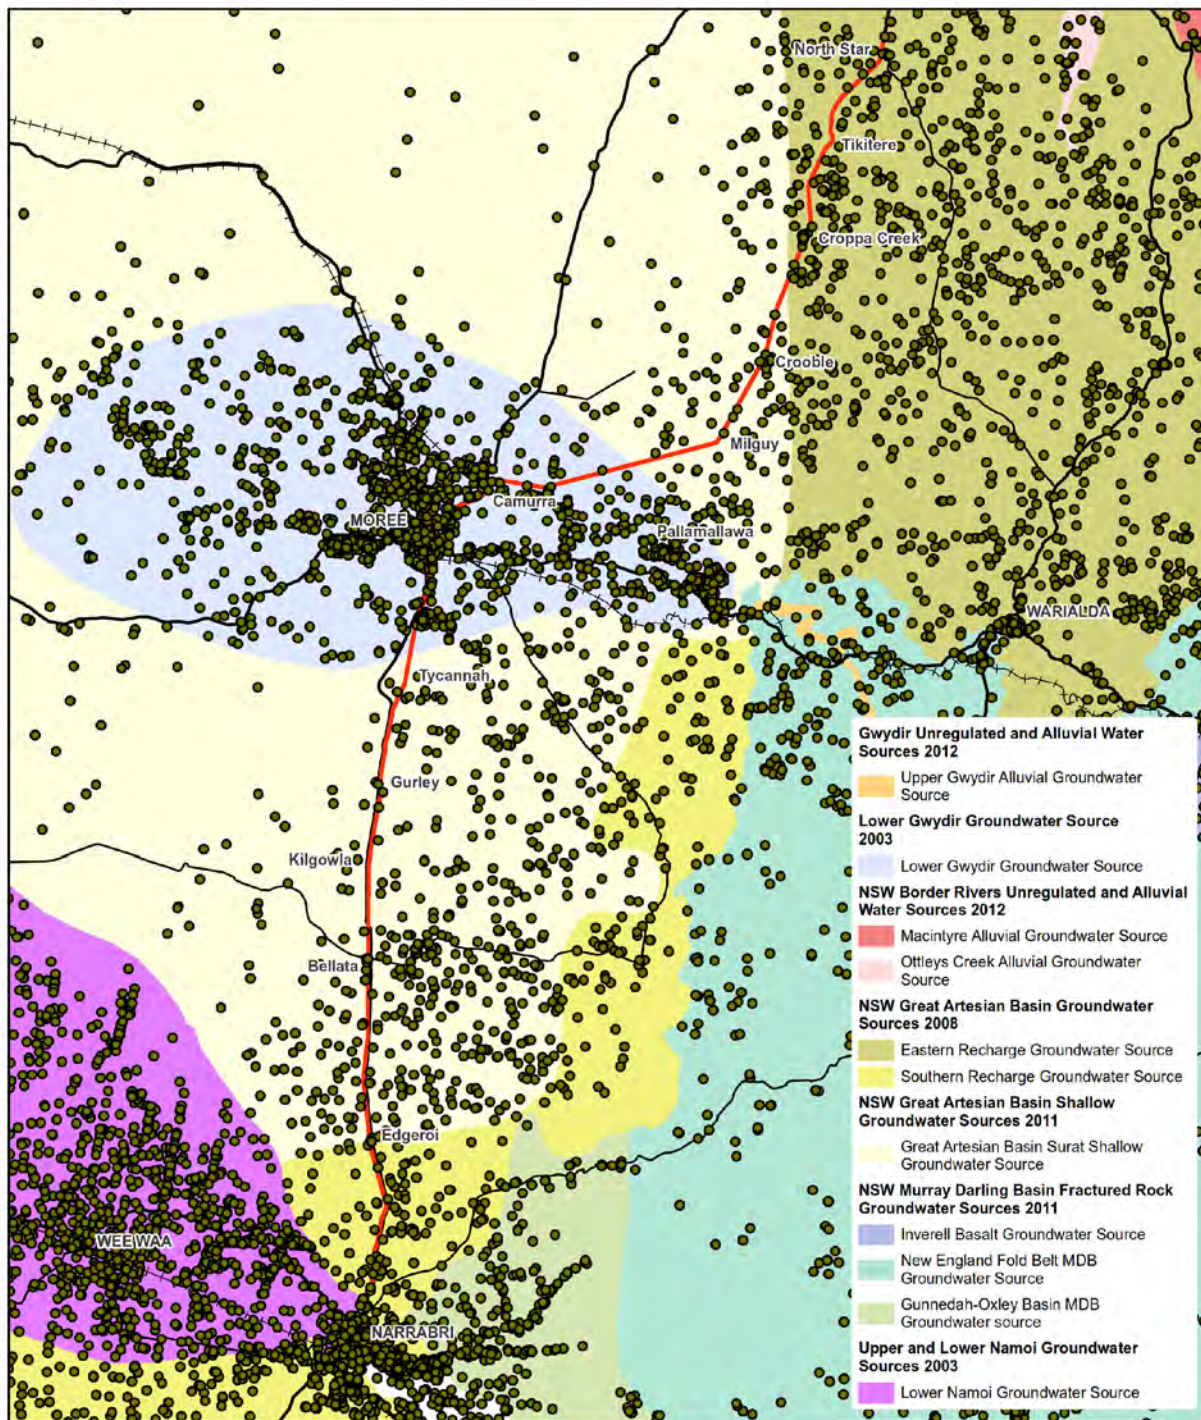 North Star
Tikitere
Croppa Creek
Crooble
Milguy
Camurra
MOREE
Pallamallawa
WARIALDA
Tycannah
Gurley
Kilgowla
Bellata
Edgeroi
WEE WAA
NARRABRI
Gwydir Unregulated and Alluvial Water
Sources 2012
Upper Gwydir Alluvial Groundwater
Source
Lower Gwydir Groundwater Source
2003
Lower Gwydir Groundwater Source
NSW Border Rivers Unregulated and Alluvial
Water Sources 2012
Macintyre Alluvial Groundwater Source
Ottleys Creek Alluvial Groundwater
Source
NSW Great Artesian Basin Groundwater
Sources 2008
Eastern Recharge Groundwater Source
Southern Recharge Groundwater Source
NSW Great Artesian Basin Shallow
Groundwater Sources 2011
Great Artesian Basin Surat Shallow
Groundwater Source
NSW Murray Darling Basin Fractured Rock
Groundwater Sources 2011
Inverell Basalt Groundwater Source
New England Fold Belt MDB
Groundwater Source
Gunnedah-Oxley Basin MDB
Groundwater source
Upper and Lower Namoi Groundwater
Sources 2003
Lower Namoi Groundwater Source